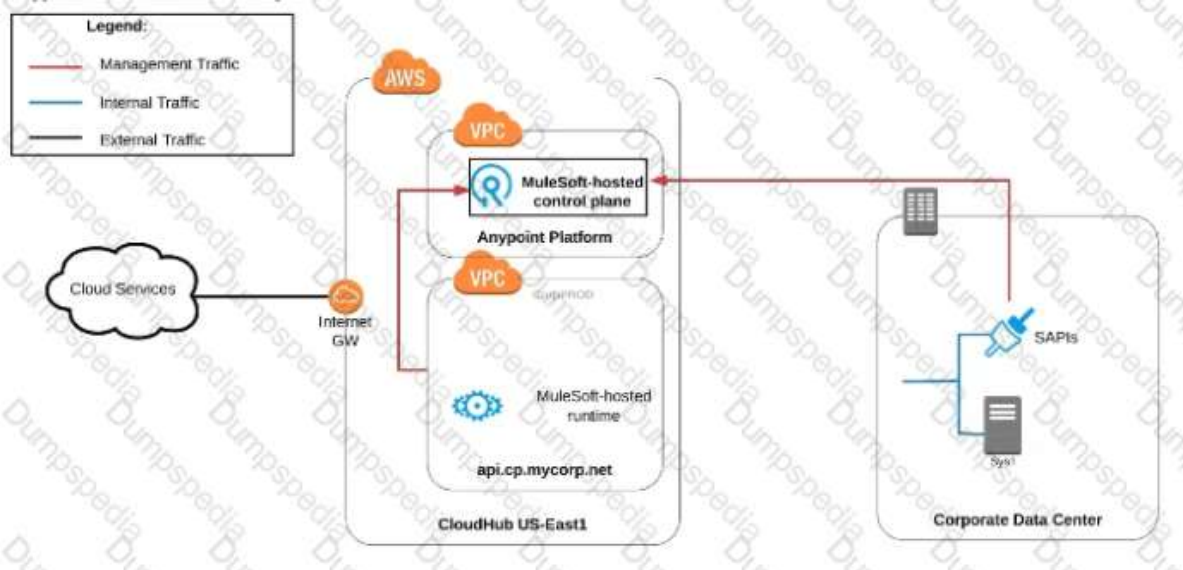 Legend:
Management Traffic
Internal Traffic
External Traffic
AWS
VPC
MuleSoft-hosted
control plane
Anypoint Platform
Cloud Services
Internet
GW
VPC
MuleSoft-hosted
runtime
api.cp.mycorp.net
CloudHub US-East1
SAPIs
Sys1
Corporate Data Center
Dumpspedia